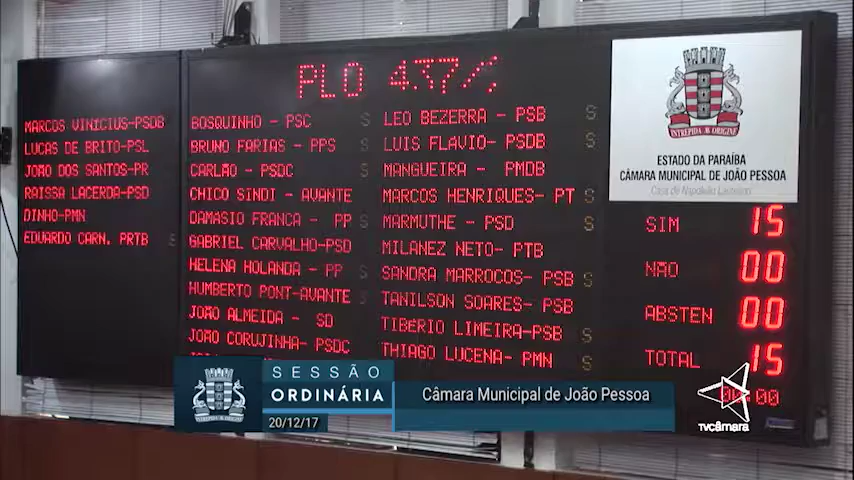 PLO 437/
MARCOS VINICIUS-PSDB
LUCAS DE BRITO-PSL
JOÃO DOS SANTOS-PR
RAISSA LACERDA-PSD
DINHO-PMN
EDUARDO CARN. PRTB S
BOSQUINHO - PSC S
BRUNO FARIAS - PPS S
CARLÃO - PSDC S
CHICO SINDI - AVANTE
DAMASIO FRANCA - PP S
GABRIEL CARVALHO-PSD
HELENA HOLANDA - PP S
HUMBERTO PONT-AVANTE S
JOÃO ALMEIDA - SD
JOÃO CORUJINHA- PSDC
LEO BEZERRA - PSB S
LUIS FLAVIO- PSDB S
MANGUEIRA - PMDB
MARCOS HENRIQUES- PT S
MARMUTHE - PSD S
MILANEZ NETO- PTB
SANDRA MARROCOS- PSB S
TANILSON SOARES- PSB
TIBÉRIO LIMEIRA-PSB S
THIAGO LUCENA- PMN S
INTREPIDA AB ORIGINE
ESTADO DA PARAÍBA
CÂMARA MUNICIPAL DE JOÃO PESSOA
Casa de Napoleão Laureano
SIM 15
NÃO 00
ABSTEN 00
TOTAL 15
SESSÃO
ORDINÁRIA
20/12/17
Câmara Municipal de João Pessoa
TVCÂMARA